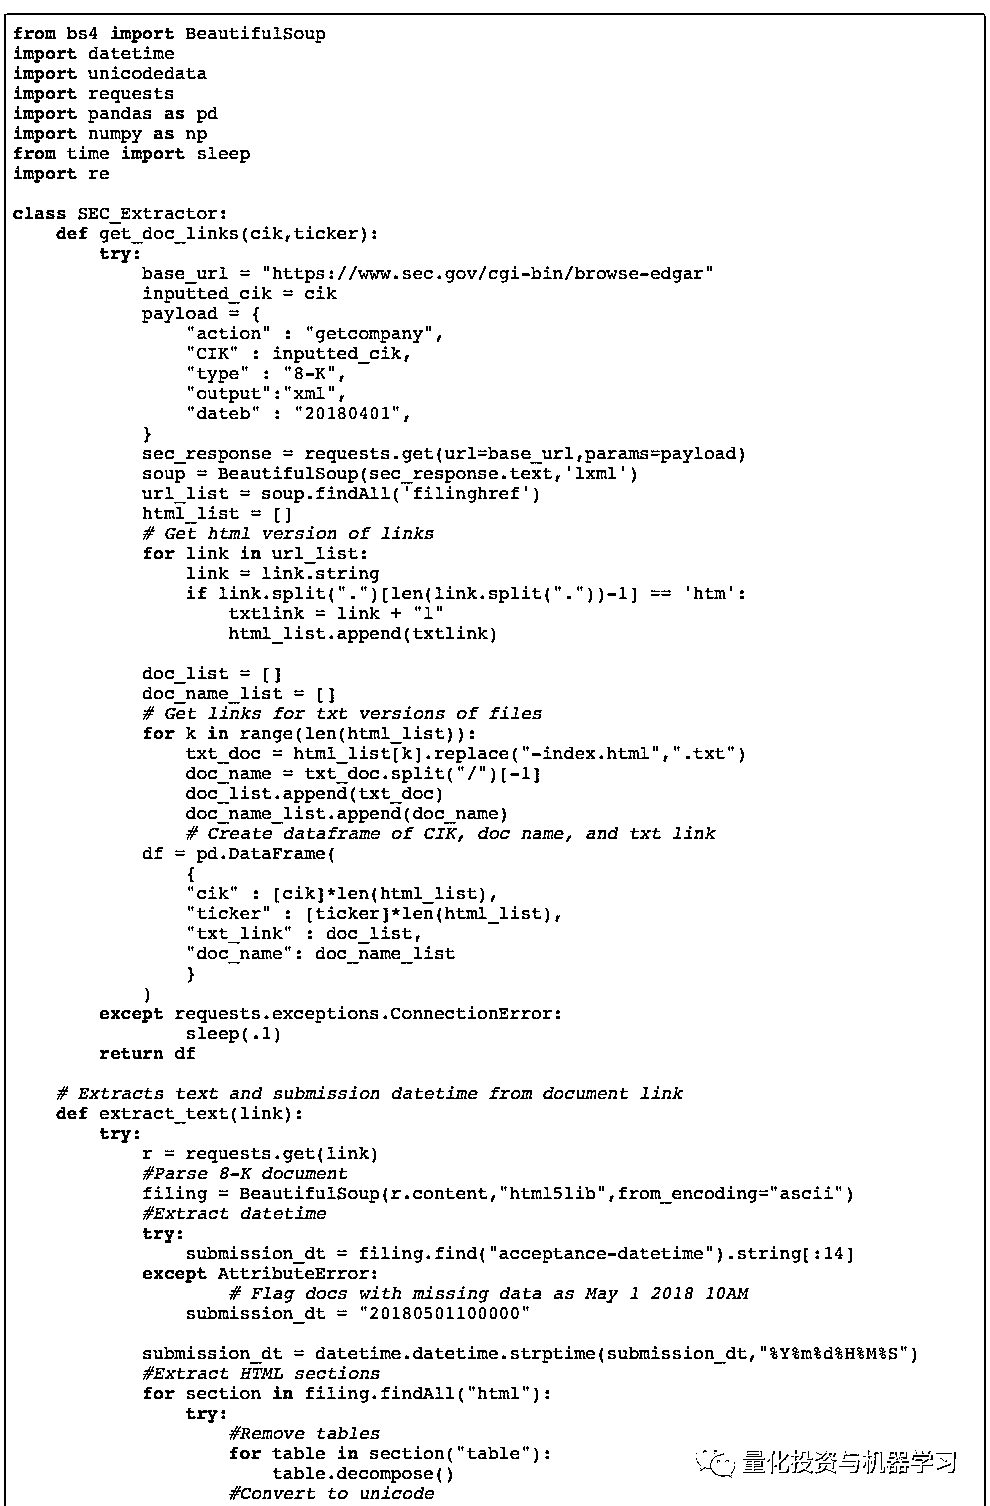 from bs4 import BeautifulSoup
import datetime
import unicodedata
import requests
import pandas as pd
import numpy as np
from time import sleep
import re

class SEC_Extractor:
    def get_doc_links(cik,ticker):
        try:
            base_url = "https://www.sec.gov/cgi-bin/browse-edgar"
            inputted_cik = cik
            payload = {
                "action" : "getcompany",
                "CIK" : inputted_cik,
                "type" : "8-K",
                "output":"xml",
                "dateb" : "20180401",
            }
            sec_response = requests.get(url=base_url,params=payload)
            soup = BeautifulSoup(sec_response.text,'lxml')
            url_list = soup.findAll('filinghref')
            html_list = []
            # Get html version of links
            for link in url_list:
                link = link.string
                if link.split(".")[len(link.split("."))-1] == 'htm':
                    txtlink = link + "l"
                    html_list.append(txtlink)

            doc_list = []
            doc_name_list = []
            # Get links for txt versions of files
            for k in range(len(html_list)):
                txt_doc = html_list[k].replace("-index.html",".txt")
                doc_name = txt_doc.split("/")[-1]
                doc_list.append(txt_doc)
                doc_name_list.append(doc_name)
                # Create dataframe of CIK, doc name, and txt link
            df = pd.DataFrame(
                {
                "cik" : [cik]*len(html_list),
                "ticker" : [ticker]*len(html_list),
                "txt_link" : doc_list,
                "doc_name": doc_name_list
                }
            )
        except requests.exceptions.ConnectionError:
                sleep(.1)
        return df

    # Extracts text and submission datetime from document link
    def extract_text(link):
        try:
            r = requests.get(link)
            #Parse 8-K document
            filing = BeautifulSoup(r.content,"html5lib",from_encoding="ascii")
            #Extract datetime
            try:
                submission_dt = filing.find("acceptance-datetime").string[:14]
            except AttributeError:
                    # Flag docs with missing data as May 1 2018 10AM
                submission_dt = "20180501100000"

            submission_dt = datetime.datetime.strptime(submission_dt,"%Y%m%d%H%M%S")
            #Extract HTML sections
            for section in filing.findAll("html"):
                try:
                    #Remove tables
                    for table in section("table"):
                        table.decompose()
                    #Convert to unicode
量化投资与机器学习